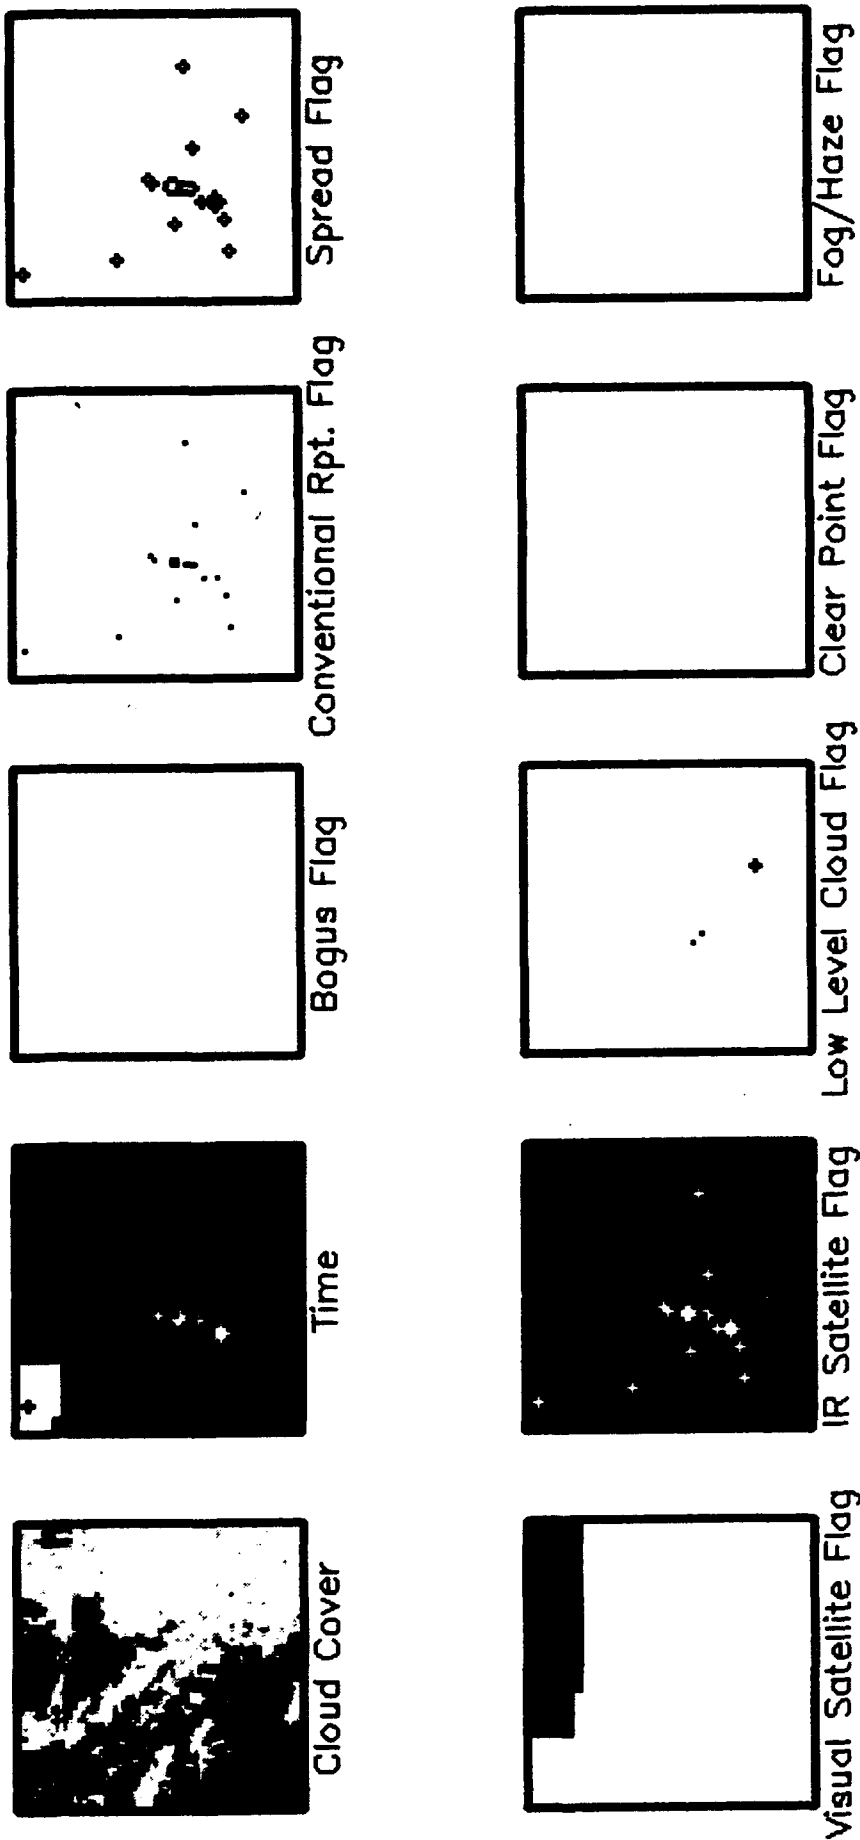 Cloud Cover
Time
Bogus Flag
Conventional Rpt. Flag
Spread Flag
Visual Satellite Flag
IR Satellite Flag
Low Level Cloud Flag
Clear Point Flag
Fog/Haze Flag